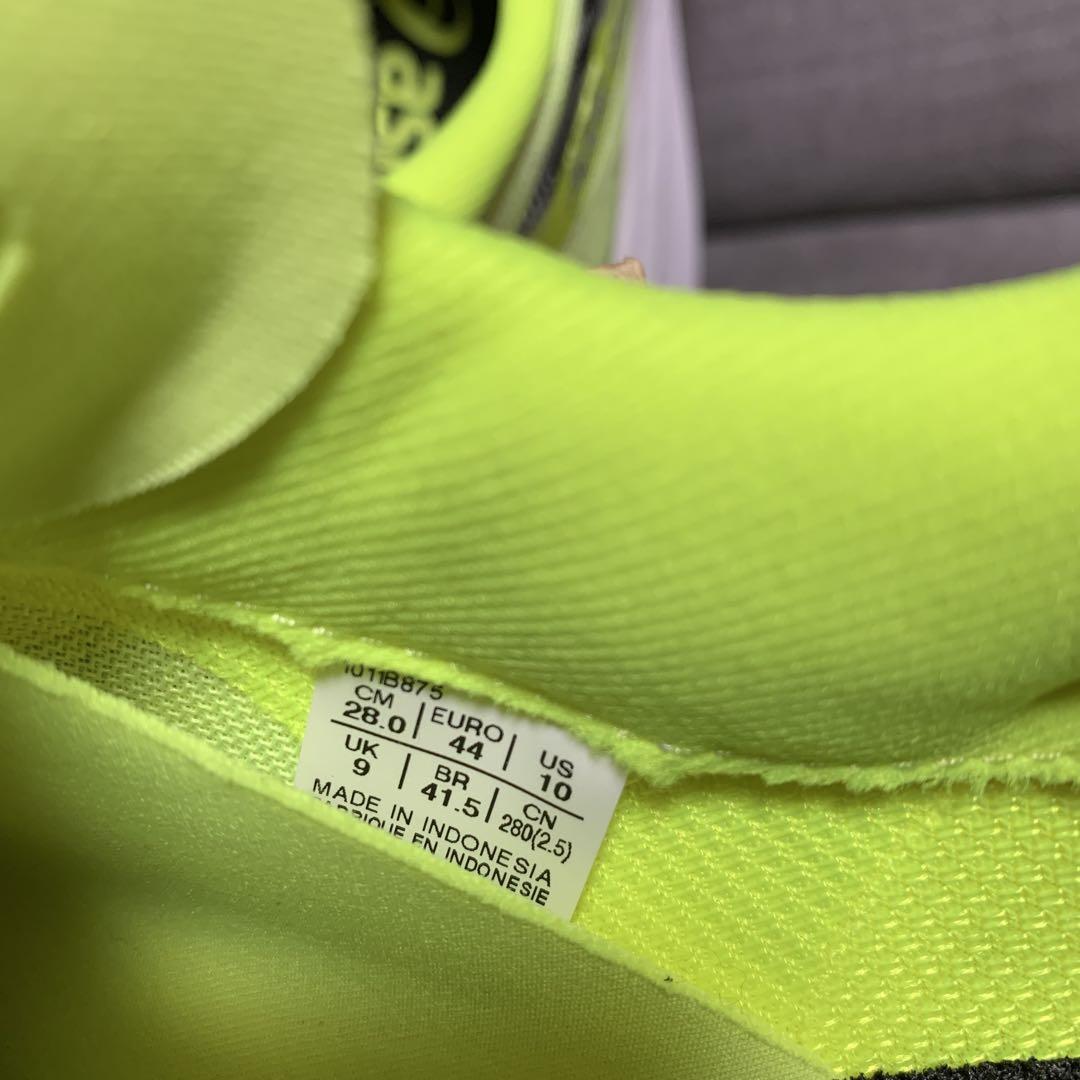 1011B875
CM | EURO | US
28.0 | 44 | 10
UK | BR | CN
9 | 41.5 | 280(2.5)
MADE IN INDONESIA
FABRIQUE EN INDONESIE